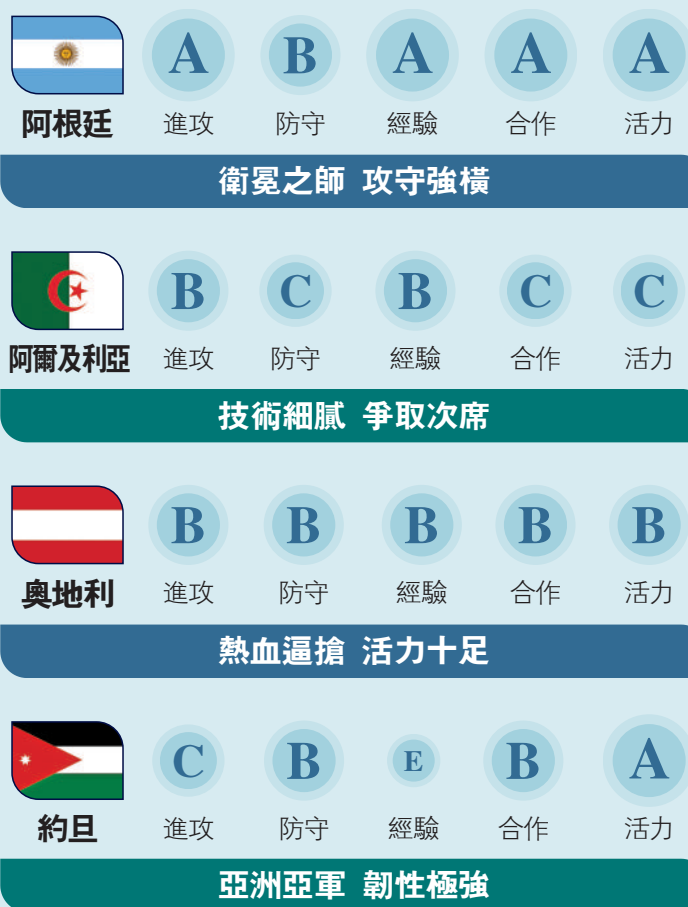 A B A A A
阿根廷 進攻 防守 經驗 合作 活力
衛冕之師 攻守強橫
B C B C C
阿爾及利亞 進攻 防守 經驗 合作 活力
技術細膩 爭取次席
B B B B B
奧地利 進攻 防守 經驗 合作 活力
熱血逼搶 活力十足
C B E B A
約旦 進攻 防守 經驗 合作 活力
亞洲亞軍 韌性極強